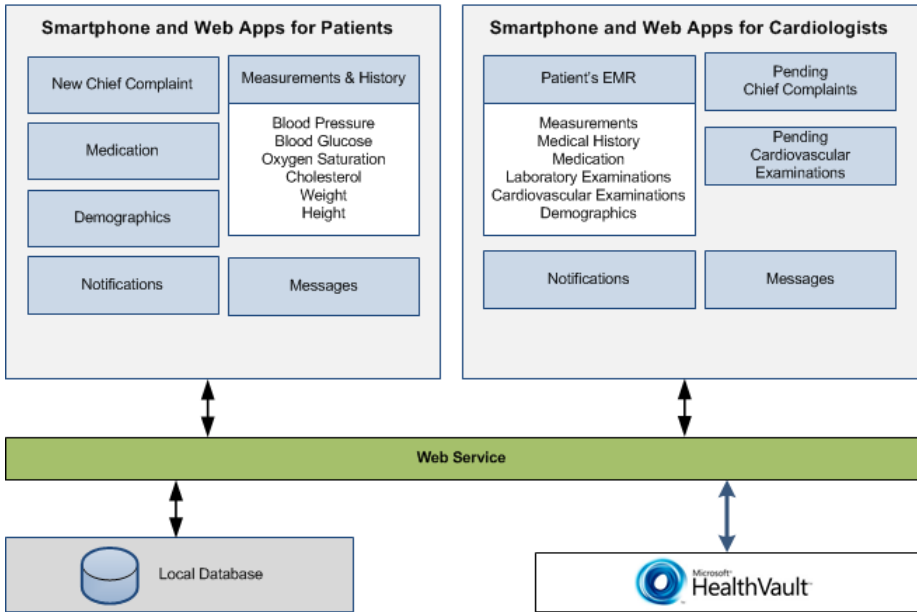 Smartphone and Web Apps for Patients
New Chief Complaint
Medication
Demographics
Notifications
Measurements & History
Blood Pressure
Blood Glucose
Oxygen Saturation
Cholesterol
Weight
Height
Messages
Smartphone and Web Apps for Cardiologists
Patient's EMR
Measurements
Medical History
Medication
Laboratory Examinations
Cardiovascular Examinations
Demographics
Pending
Chief Complaints
Pending
Cardiovascular
Examinations
Notifications
Messages
Web Service
Local Database
Microsoft™
HealthVault™